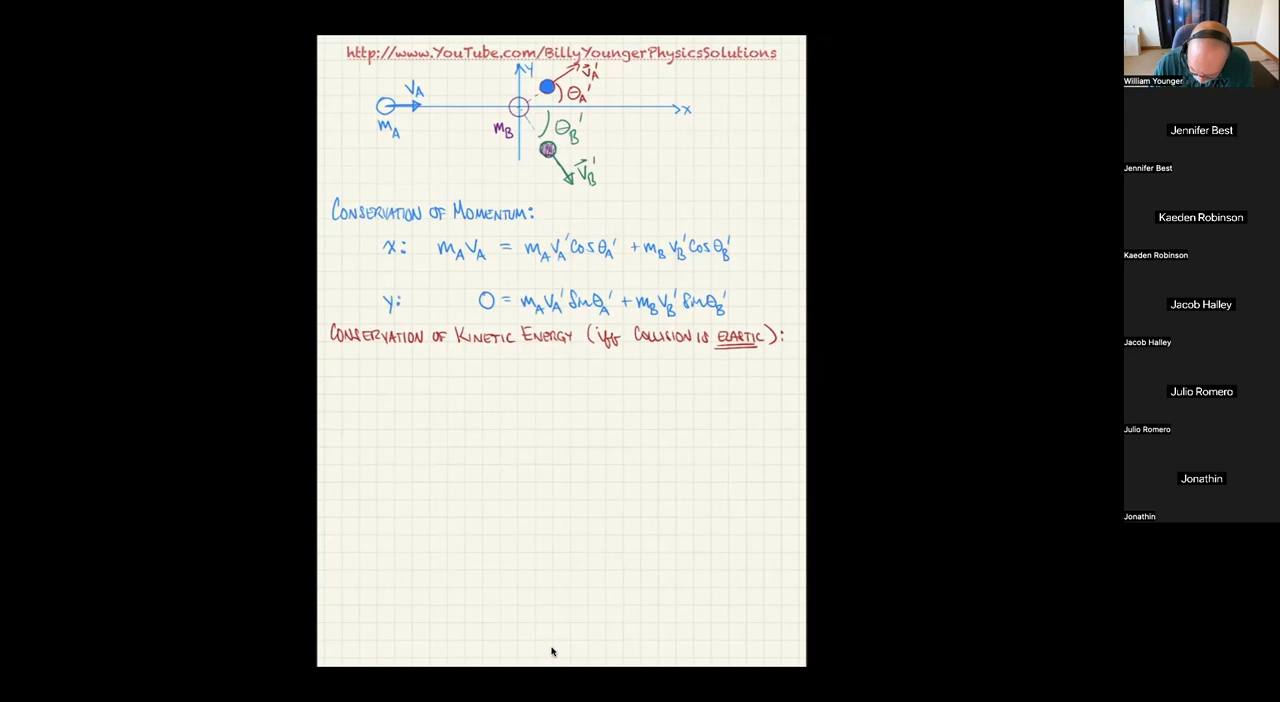 http://www.YouTube.com/BillyYoungerPhysicsSolutions
y
V⃗A'
VA
θA'
x
mA
mB
θB'
V⃗B'
CONSERVATION OF MOMENTUM:
x: mAVA = mAVA'CosθA' + mBVB'CosθB'
y: 0 = mAVA'SinθA' + mBVB'SinθB'
CONSERVATION OF KINETIC ENERGY (iff COLLISION IS ELASTIC):
William Younger
Jennifer Best
Jennifer Best
Kaeden Robinson
Kaeden Robinson
Jacob Halley
Jacob Halley
Julio Romero
Julio Romero
Jonathin
Jonathin